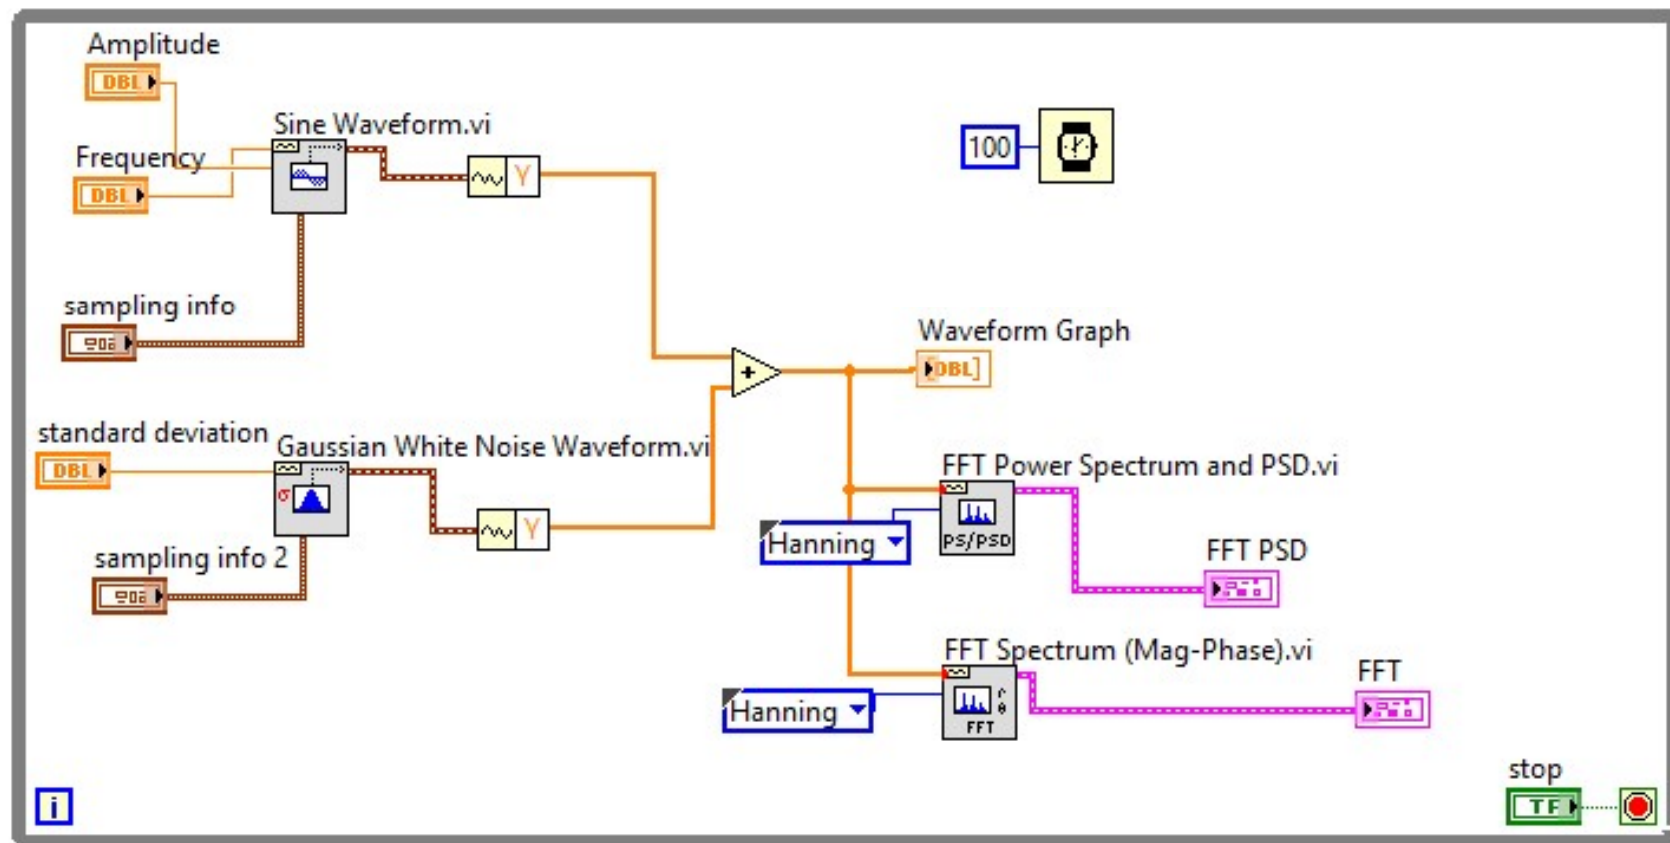 Amplitude
DBL
Sine Waveform.vi
Frequency
DBL
Y
100
sampling info
Waveform Graph
DBL]
+
standard deviation
DBL
Gaussian White Noise Waveform.vi
σ
Y
FFT Power Spectrum and PSD.vi
Hanning
PS/PSD
FFT PSD
sampling info 2
FFT Spectrum (Mag-Phase).vi
FFT
Hanning
FFT
stop
TF
i